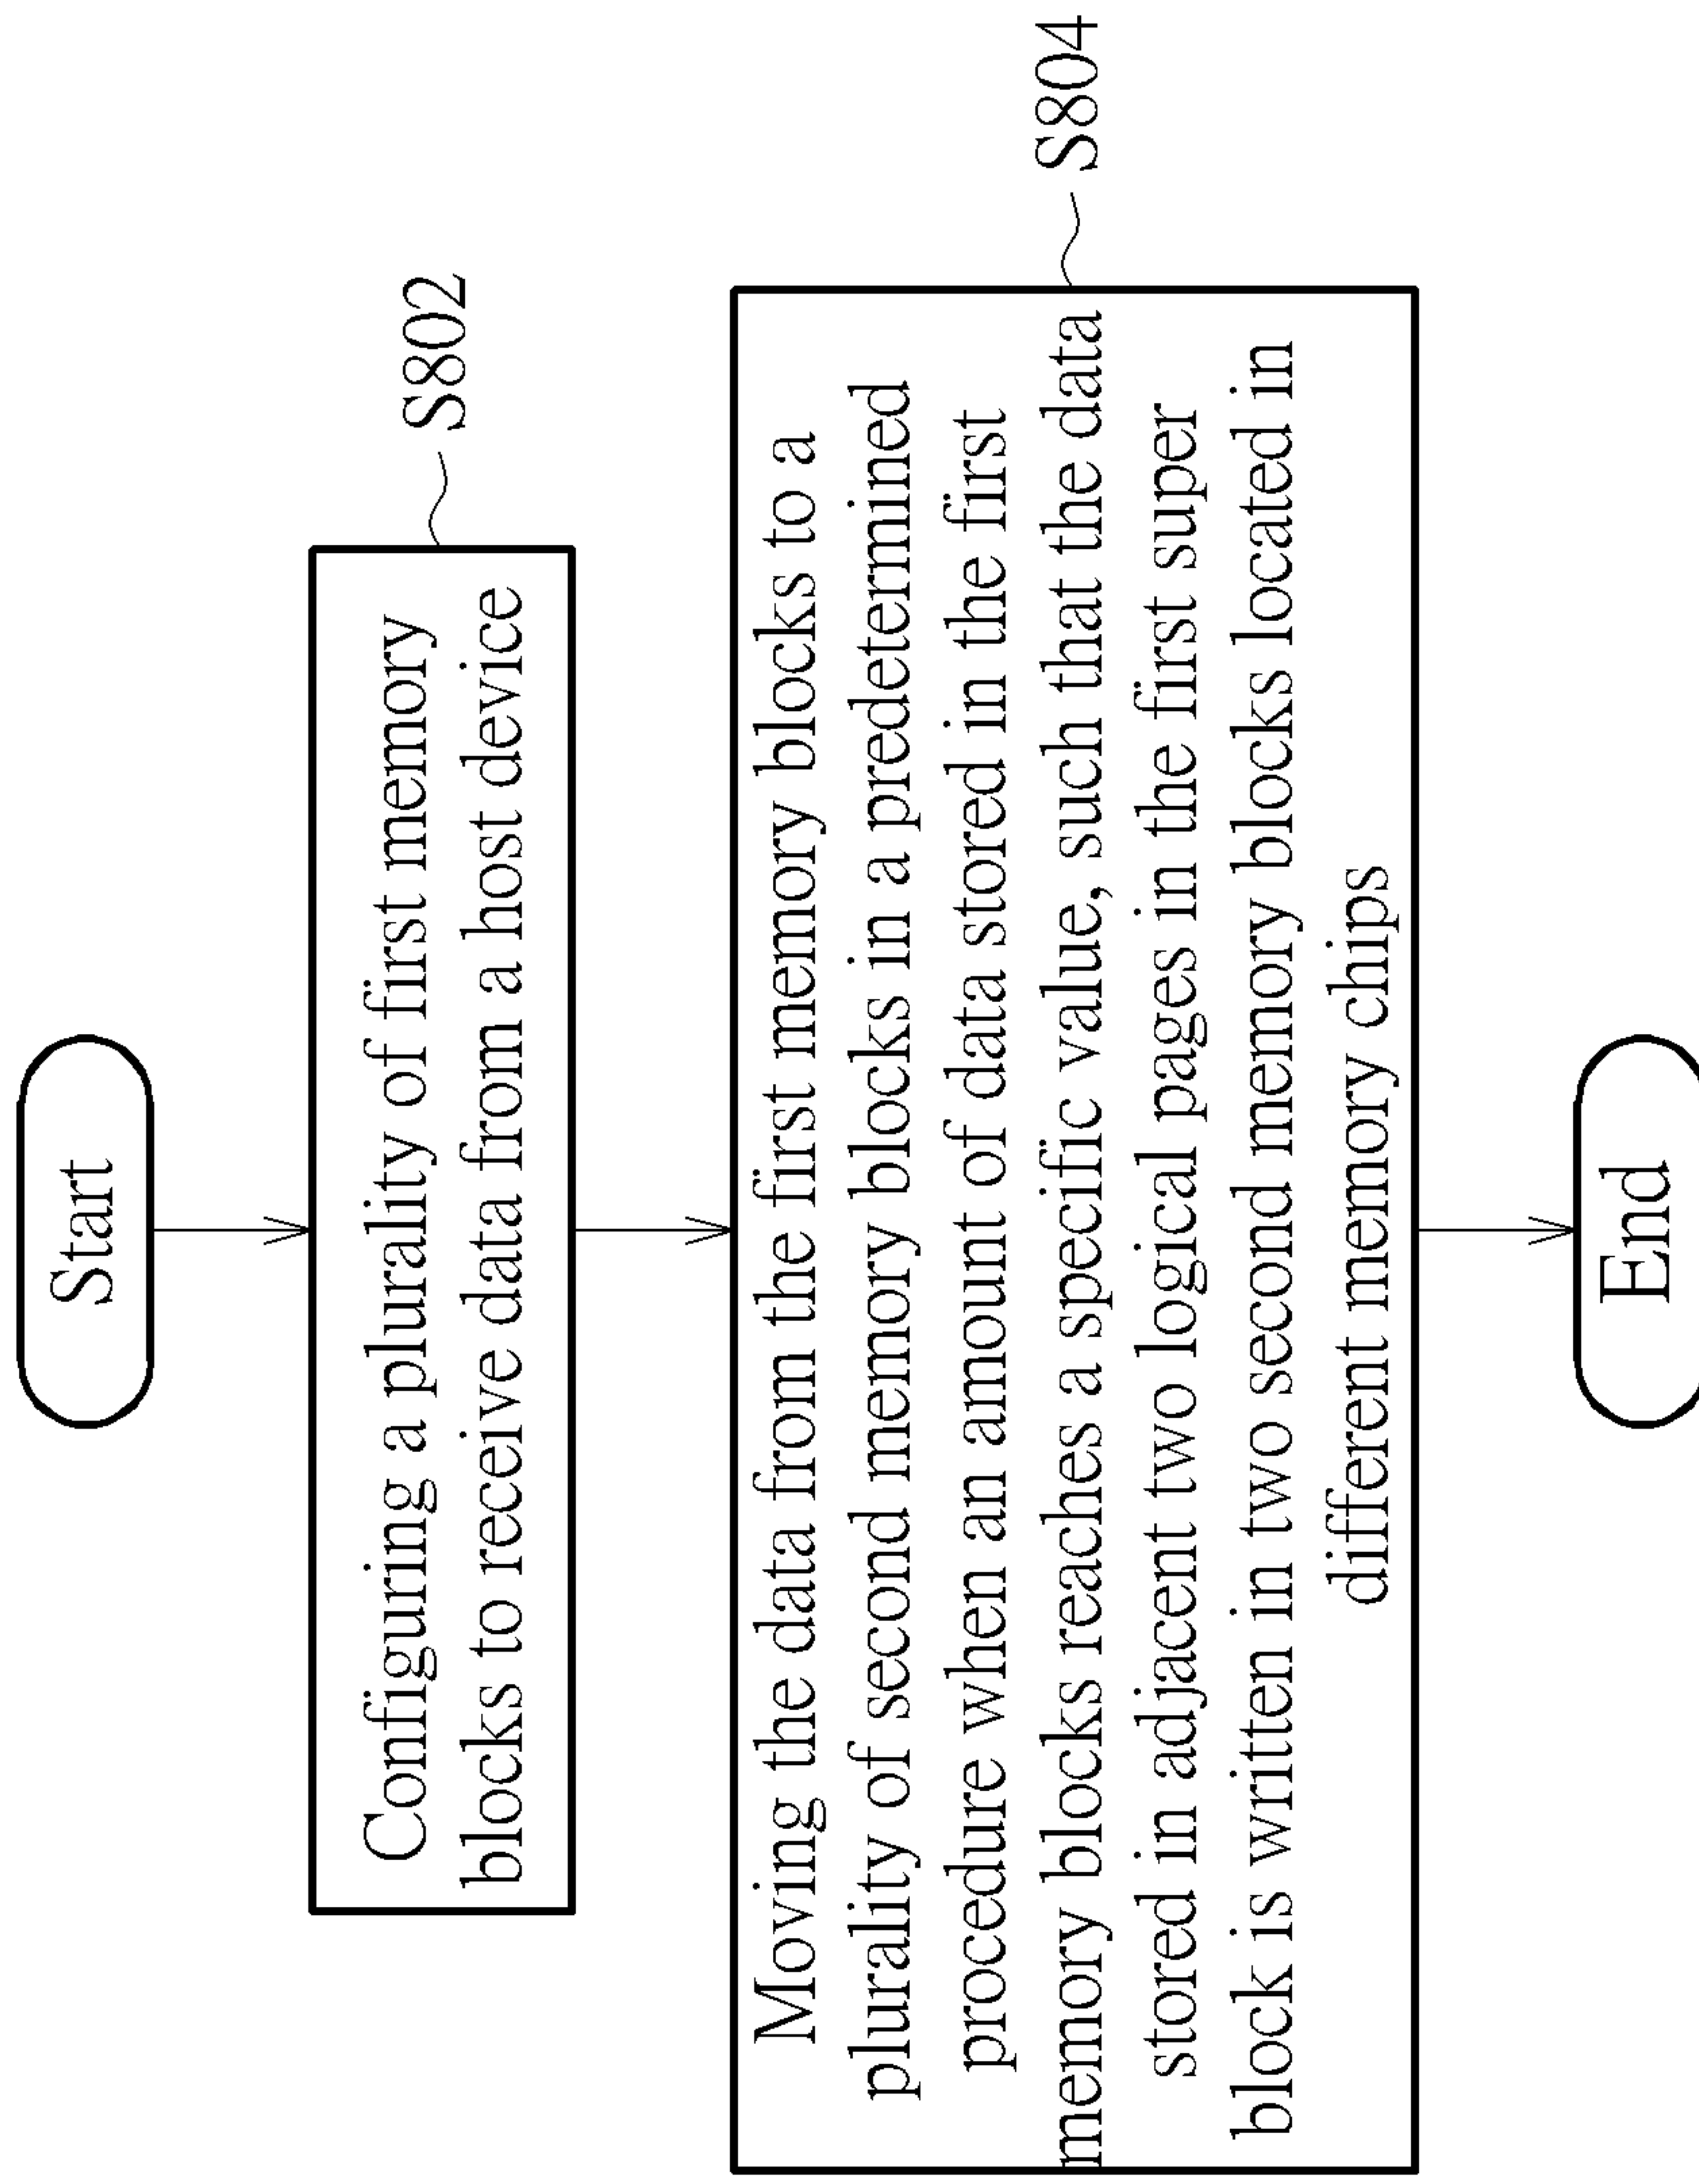 Start
Configuring a plurality of first memory
blocks to receive data from a host device
S802
Moving the data from the first memory blocks to a
plurality of second memory blocks in a predetermined
procedure when an amount of data stored in the first
memory blocks reaches a specific value, such that the data
stored in adjacent two logical pages in the first super
block is written in two second memory blocks located in
different memory chips
S804
End